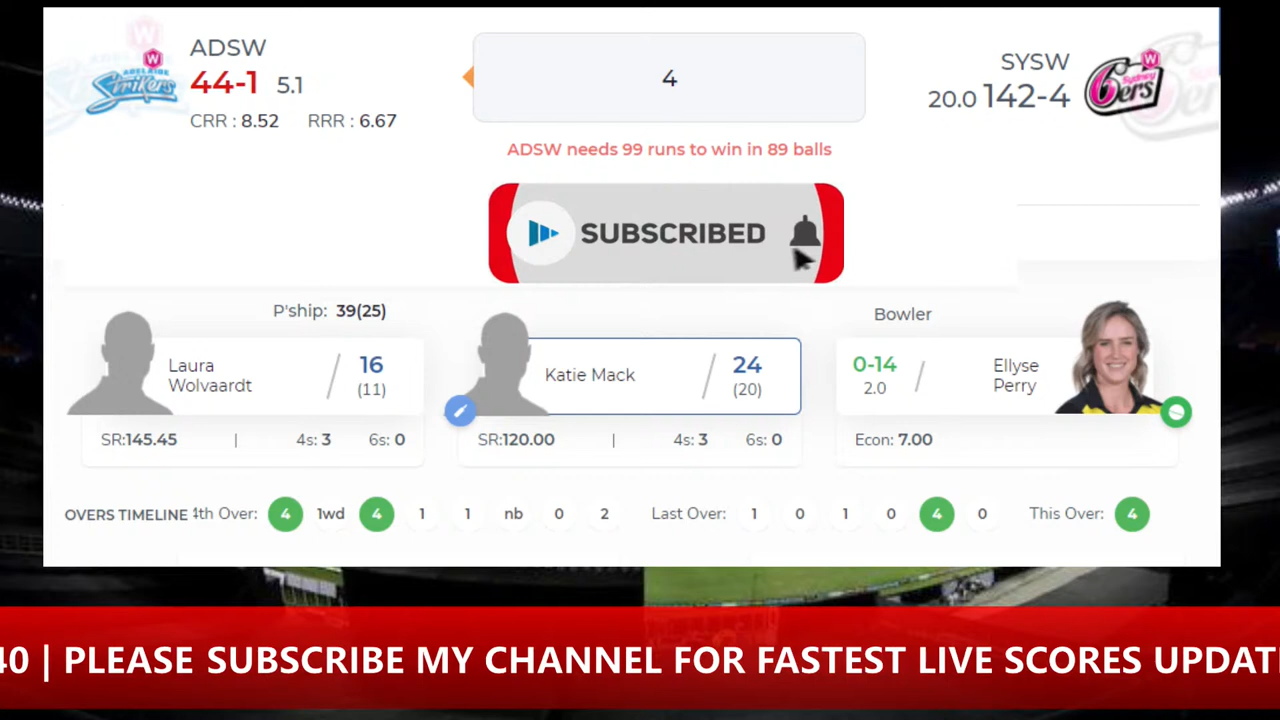 ADSW
44-1 5.1
CRR : 8.52 RRR : 6.67
W
ADELAIDE
Strikers
4
ADSW needs 99 runs to win in 89 balls
SYSW
20.0 142-4
W
Sydney
6ers
SUBSCRIBED
P'ship: 39(25)
Bowler
Laura Wolvaardt
16
(11)
SR:145.45 | 4s: 3 6s: 0
Katie Mack
24
(20)
SR:120.00 | 4s: 3 6s: 0
0-14
2.0
Ellyse Perry
Econ: 7.00
OVERS TIMELINE 4th Over: 4 1wd 4 1 1 nb 0 2 Last Over: 1 0 1 0 4 0 This Over: 4
40 | PLEASE SUBSCRIBE MY CHANNEL FOR FASTEST LIVE SCORES UPDAT